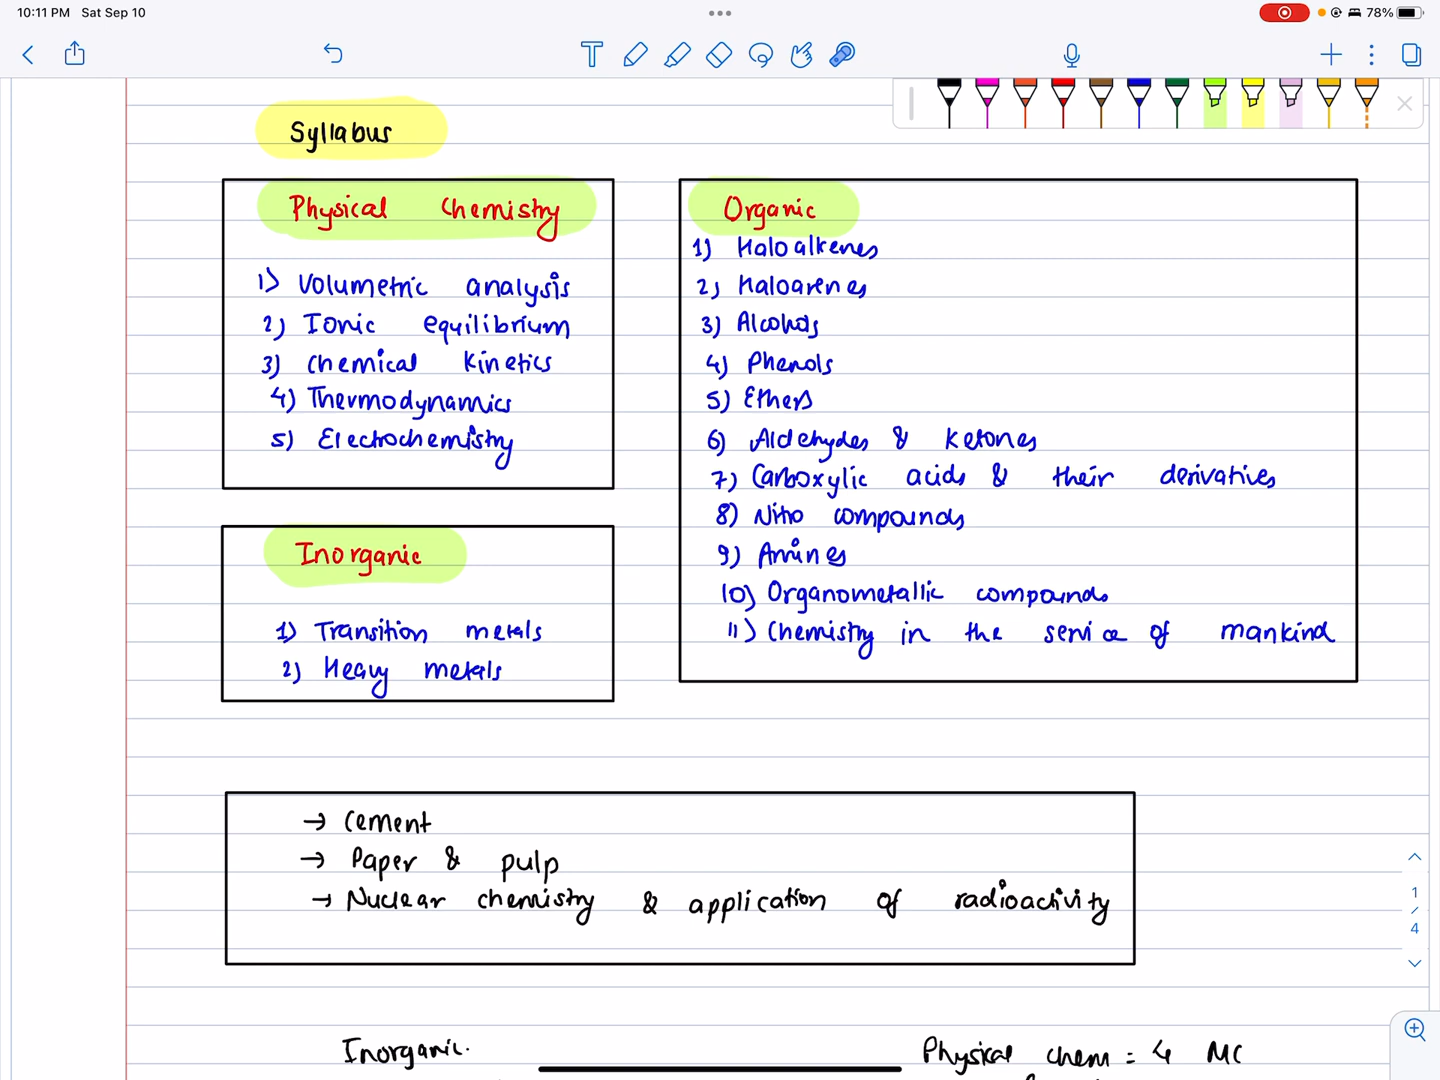 10:11 PM Sat Sep 10
78%
Syllabus
Physical Chemistry
1) Volumetric analysis
2) Ionic equilibrium
3) Chemical kinetics
4) Thermodynamics
5) Electrochemistry
Inorganic
1) Transition metals
2) Heavy metals
Organic
1) Haloalkenes
2) Haloarenes
3) Alcohols
4) Phenols
5) Ethers
6) Aldehydes & ketones
7) Carboxylic acids & their derivatives
8) Nitro compounds
9) Amines
10) Organometallic compounds
11) Chemistry in the service of mankind
→ Cement
→ Paper & pulp
→ Nuclear chemistry & application of radioactivity
1
/
4
Inorganic.
Physical chem = 4 MC